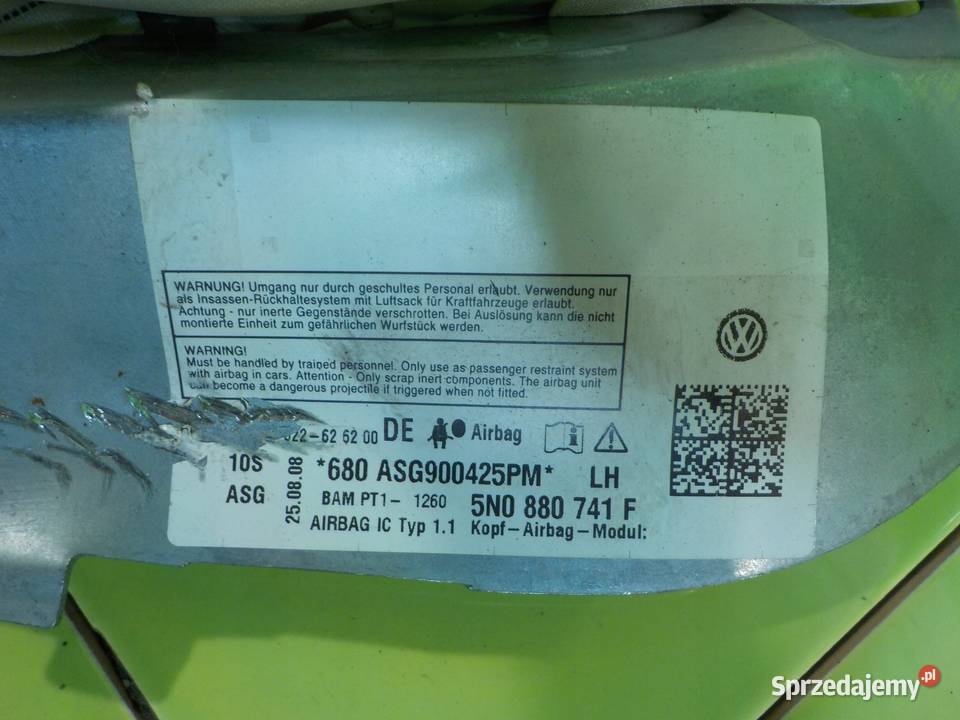 WARNUNG! Umgang nur durch geschultes Personal erlaubt. Verwendung nur
als Insassen-Rückhaltesystem mit Luftsack für Kraftfahrzeuge erlaubt.
Achtung - nur inerte Gegenstände verschrotten. Bei Auslösung kann die nicht
montierte Einheit zum gefährlichen Wurfstück werden.
WARNING!
Must be handled by trained personnel. Only use as passenger restraint system
with airbag in cars. Attention - Only scrap inert components. The airbag unit
can become a dangerous projectile if triggered when not fitted.
22-62 62 00 DE Airbag
10S *680 ASG900425PM* LH
ASG 25.08.08 BAM PT1- 1260 5N0 880 741 F
AIRBAG IC Typ 1.1 Kopf-Airbag-Modul:
Sprzedajemy.pl